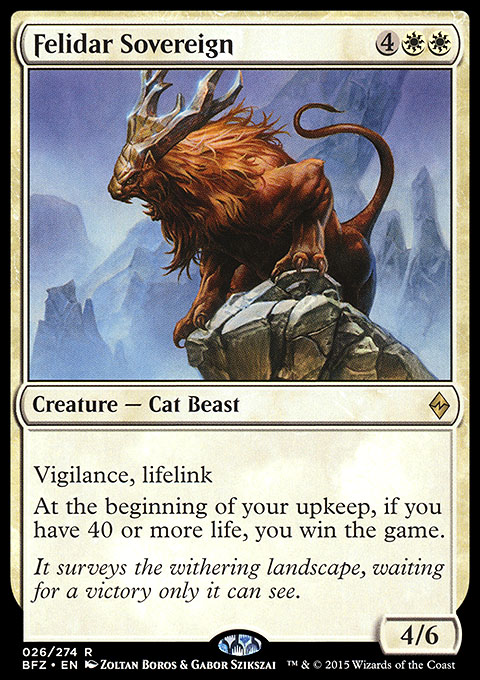 Felidar Sovereign 4
Creature — Cat Beast
Vigilance, lifelink
At the beginning of your upkeep, if you
have 40 or more life, you win the game.
It surveys the withering landscape, waiting
for a victory only it can see.
4/6
026/274 R
BFZ • EN Zoltan Boros & Gabor Szikszai ™ & © 2015 Wizards of the Coast